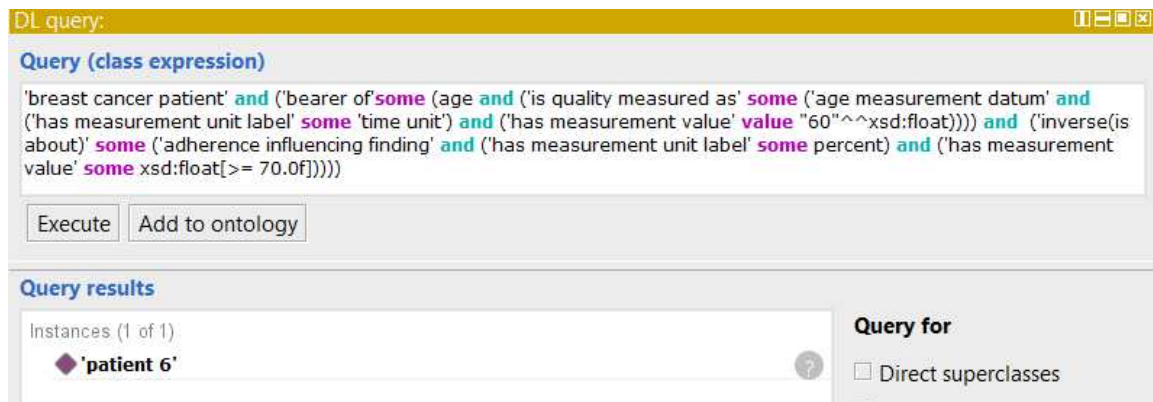 DL query:
Query (class expression)
'breast cancer patient' and ('bearer of'some (age and ('is quality measured as' some ('age measurement datum' and
('has measurement unit label' some 'time unit') and ('has measurement value' value "60"^^xsd:float)))) and ('inverse(is
about)' some ('adherence influencing finding' and ('has measurement unit label' some percent) and ('has measurement
value' some xsd:float[>= 70.0f]))))
Execute Add to ontology
Query results
Instances (1 of 1)
Query for
'patient 6' ?
Direct superclasses